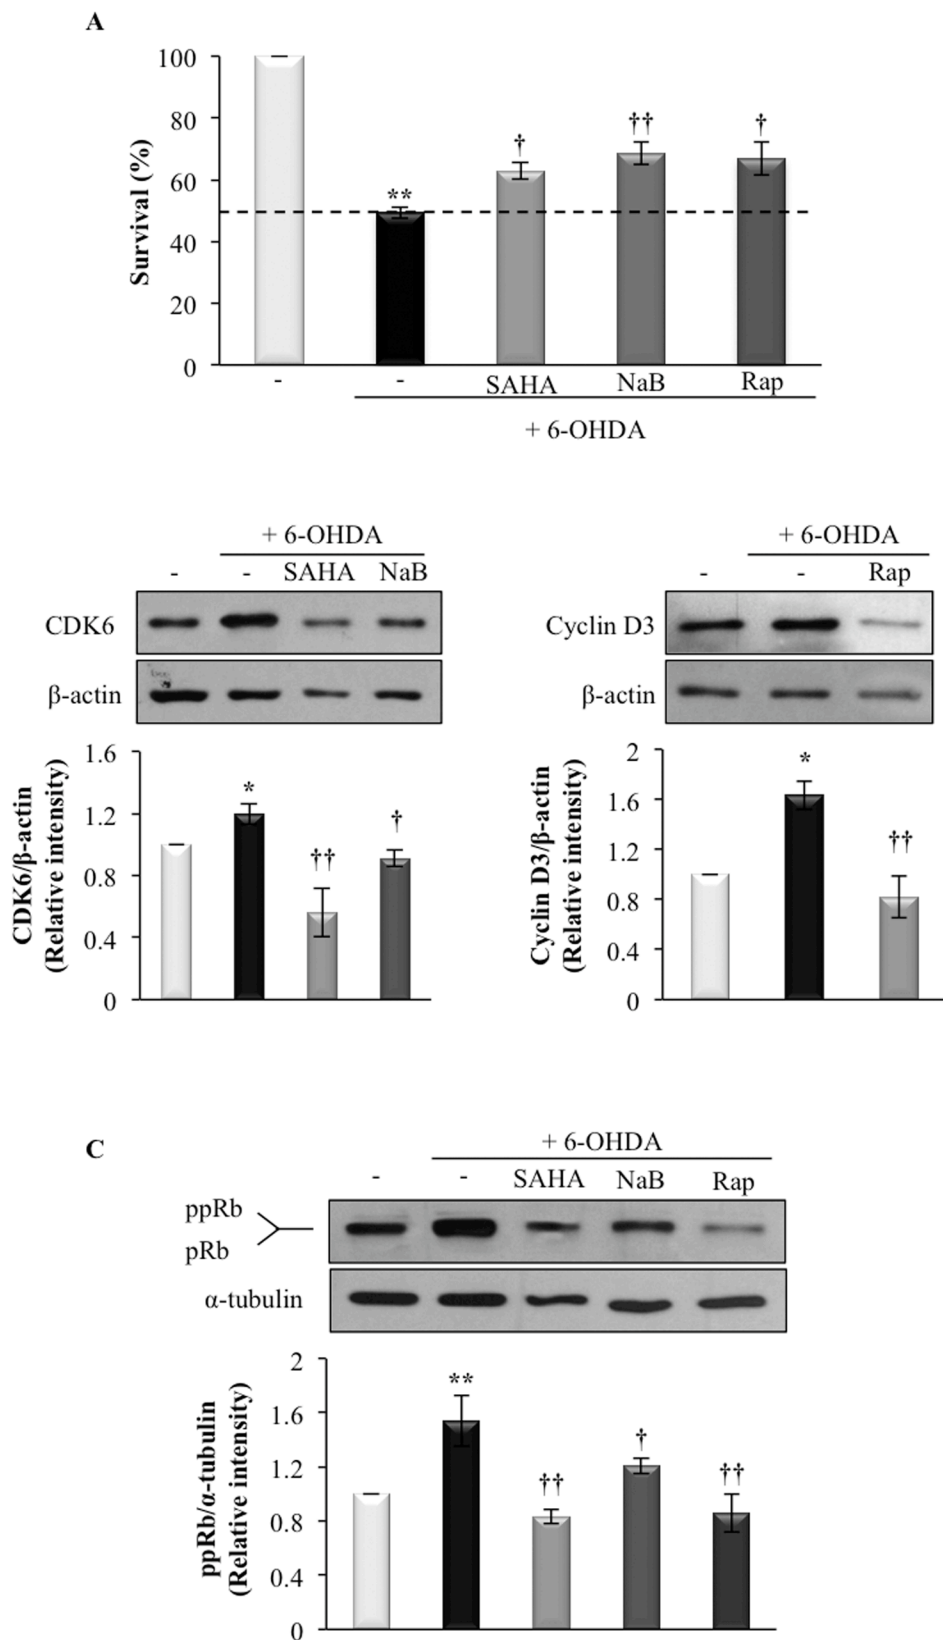 A
Survival (%)
100
80
60
40
20
0
**
†
††
†
-
-
SAHA
NaB
Rap
+ 6-OHDA
+ 6-OHDA
-
-
SAHA
NaB
CDK6
β-actin
CDK6/β-actin
(Relative intensity)
1.6
1.2
0.8
0.4
0
*
††
†
+ 6-OHDA
-
-
Rap
Cyclin D3
β-actin
Cyclin D3/β-actin
(Relative intensity)
2
1.6
1.2
0.8
0.4
0
*
††
C
+ 6-OHDA
-
-
SAHA
NaB
Rap
ppRb
pRb
α-tubulin
ppRb/α-tubulin
(Relative intensity)
2
1.6
1.2
0.8
0.4
0
**
††
†
††